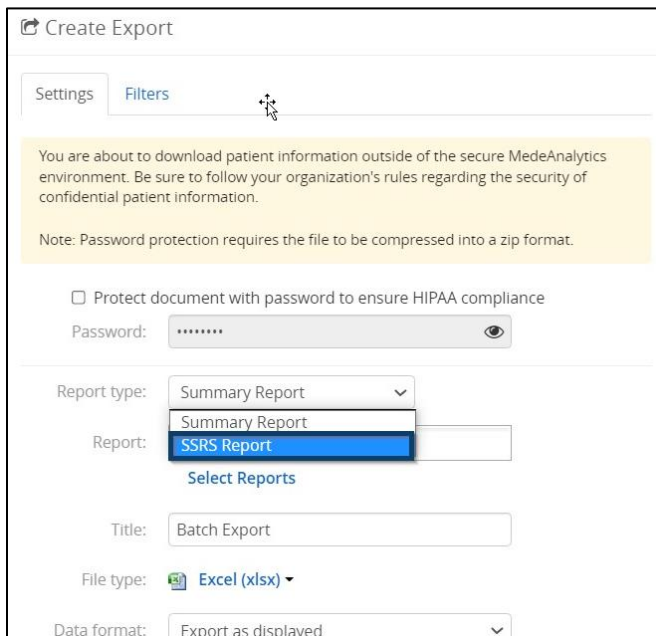 Create Export
Settings Filters
You are about to download patient information outside of the secure MedeAnalytics
environment. Be sure to follow your organization's rules regarding the security of
confidential patient information.
Note: Password protection requires the file to be compressed into a zip format.
Protect document with password to ensure HIPAA compliance
Password: ••••••••
Report type: Summary Report
Summary Report
Report: SSRS Report
Select Reports
Title: Batch Export
File type: Excel (xlsx)
Data format: Export as displayed